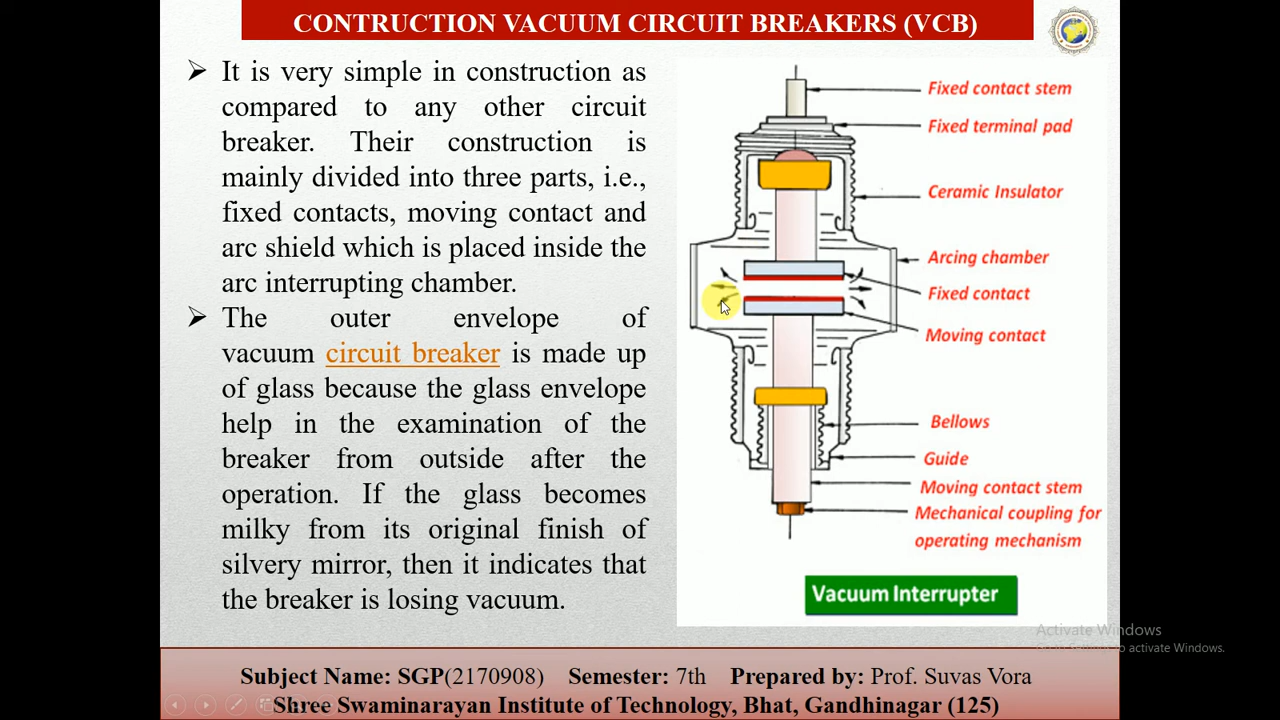 CONTRUCTION VACUUM CIRCUIT BREAKERS (VCB)
➢ It is very simple in construction as
compared to any other circuit
breaker. Their construction is
mainly divided into three parts, i.e.,
fixed contacts, moving contact and
arc shield which is placed inside the
arc interrupting chamber.
➢ The outer envelope of
vacuum circuit breaker is made up
of glass because the glass envelope
help in the examination of the
breaker from outside after the
operation. If the glass becomes
milky from its original finish of
silvery mirror, then it indicates that
the breaker is losing vacuum.
Fixed contact stem
Fixed terminal pad
Ceramic Insulator
Arcing chamber
Fixed contact
Moving contact
Bellows
Guide
Moving contact stem
Mechanical coupling for
operating mechanism
Vacuum Interrupter
Activate Windows
to activate Windows.
Subject Name: SGP(2170908) Semester: 7th Prepared by: Prof. Suvas Vora
Shree Swaminarayan Institute of Technology, Bhat, Gandhinagar (125)